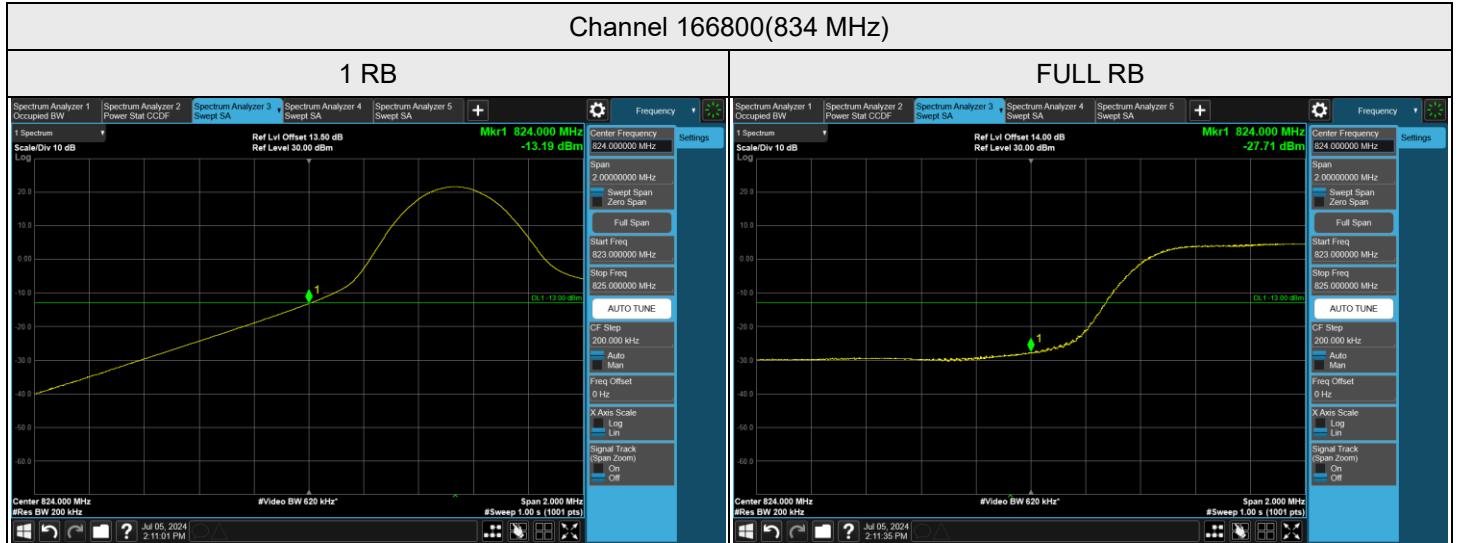 Channel 166800(834 MHz)
1 RB
FULL RB
Spectrum Analyzer 1
Occupied BW
Spectrum Analyzer 2
Power Stat CCDF
Spectrum Analyzer 3
Swept SA
Spectrum Analyzer 4
Swept SA
Spectrum Analyzer 5
Swept SA
+
Frequency
1 Spectrum
Scale/Div 10 dB
Log
Ref Lvl Offset 13.50 dB
Ref Level 30.00 dBm
Mkr1 824.000 MHz
-13.19 dBm
20.0
10.0
0.00
-10.0
-20.0
-30.0
-40.0
-50.0
-60.0
1
DL1 -13.00 dBm
Center 824.000 MHz
#Res BW 200 kHz
#Video BW 620 kHz*
Span 2.000 MHz
#Sweep 1.00 s (1001 pts)
Center Frequency
824.000000 MHz
Settings
Span
2.00000000 MHz
Swept Span
Zero Span
Full Span
Start Freq
823.000000 MHz
Stop Freq
825.000000 MHz
AUTO TUNE
CF Step
200.000 kHz
Auto
Man
Freq Offset
0 Hz
X Axis Scale
Log
Lin
Signal Track
(Span Zoom)
On
Off
?
Jul 05, 2024
2:11:01 PM
Spectrum Analyzer 1
Occupied BW
Spectrum Analyzer 2
Power Stat CCDF
Spectrum Analyzer 3
Swept SA
Spectrum Analyzer 4
Swept SA
Spectrum Analyzer 5
Swept SA
+
Frequency
1 Spectrum
Scale/Div 10 dB
Log
Ref Lvl Offset 14.00 dB
Ref Level 30.00 dBm
Mkr1 824.000 MHz
-27.71 dBm
20.0
10.0
0.00
-10.0
-20.0
-30.0
-40.0
-50.0
-60.0
1
DL1 -13.00 dBm
Center 824.000 MHz
#Res BW 200 kHz
#Video BW 620 kHz*
Span 2.000 MHz
#Sweep 1.00 s (1001 pts)
Center Frequency
824.000000 MHz
Settings
Span
2.00000000 MHz
Swept Span
Zero Span
Full Span
Start Freq
823.000000 MHz
Stop Freq
825.000000 MHz
AUTO TUNE
CF Step
200.000 kHz
Auto
Man
Freq Offset
0 Hz
X Axis Scale
Log
Lin
Signal Track
(Span Zoom)
On
Off
?
Jul 05, 2024
2:11:35 PM